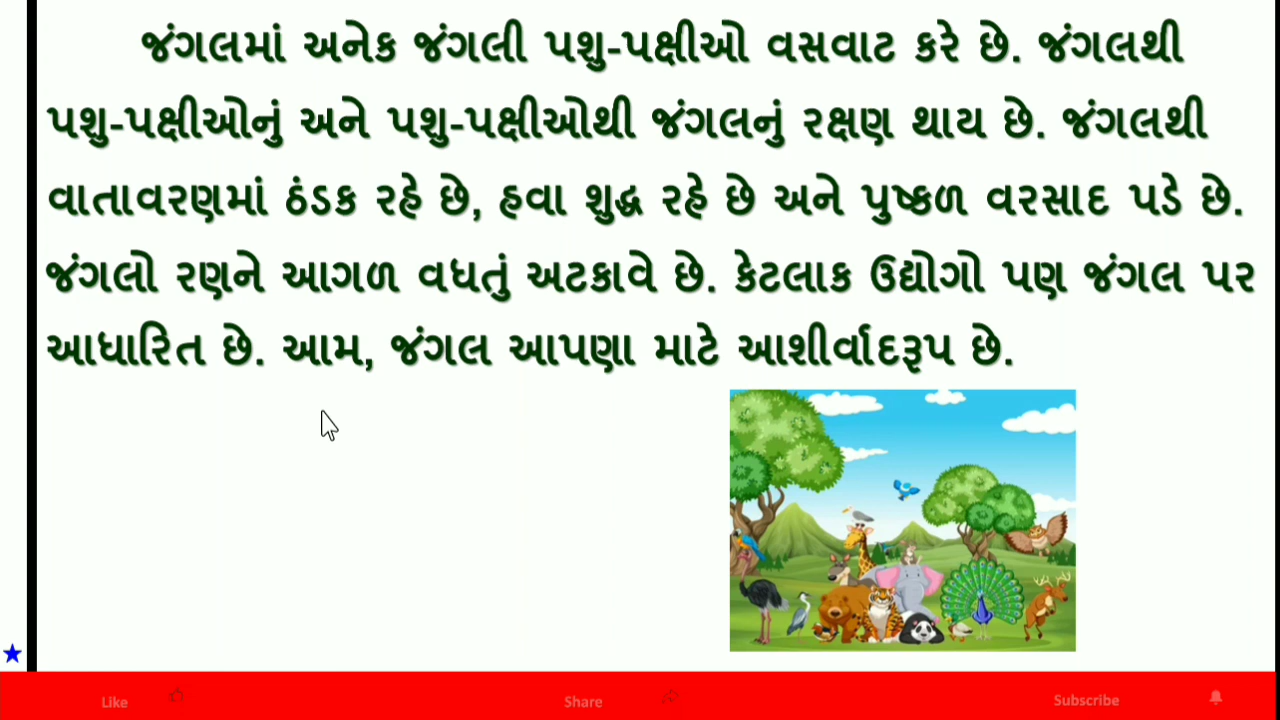 જંગલમાં અનેક જંગલી પશુ-પક્ષીઓ વસવાટ કરે છે. જંગલથી
પશુ-પક્ષીઓનું અને પશુ-પક્ષીઓથી જંગલનું રક્ષણ થાય છે. જંગલથી
વાતાવરણમાં ઠંડક રહે છે, હવા શુદ્ધ રહે છે અને પુષ્કળ વરસાદ પડે છે.
જંગલો રણને આગળ વધતું અટકાવે છે. કેટલાક ઉદ્યોગો પણ જંગલ પર
આધારિત છે. આમ, જંગલ આપણા માટે આશીર્વાદરૂપ છે.
Like Share Subscribe